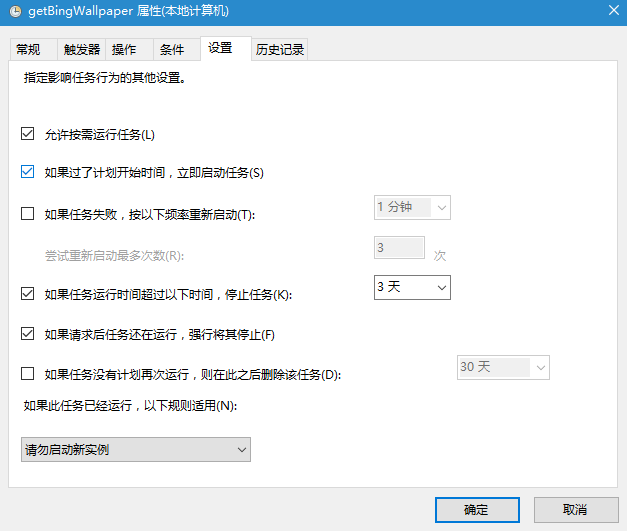 getBingWallpaper 属性(本地计算机)
常规 触发器 操作 条件 设置 历史记录
指定影响任务行为的其他设置。
允许按需运行任务(L)
如果过了计划开始时间，立即启动任务(S)
如果任务失败，按以下频率重新启动(T): 1 分钟
尝试重新启动最多次数(R): 3 次
如果任务运行时间超过以下时间，停止任务(K): 3 天
如果请求后任务还在运行，强行将其停止(F)
如果任务没有计划再次运行，则在此之后删除该任务(D): 30 天
如果此任务已经运行，以下规则适用(N):
请勿启动新实例
确定 取消